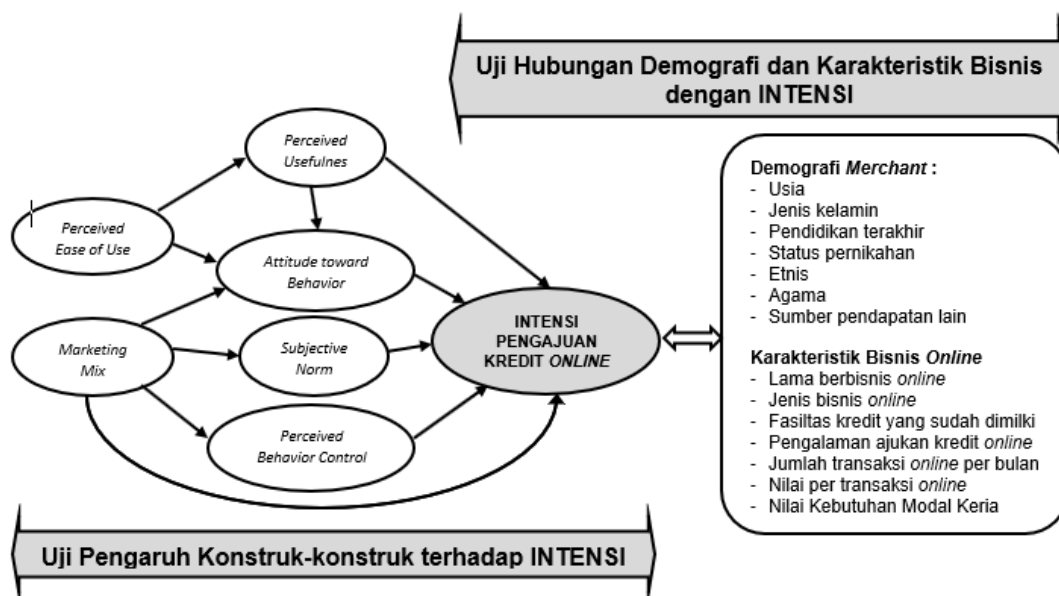 Uji Hubungan Demografi dan Karakteristik Bisnis
dengan INTENSI
Perceived
Usefulnes
Perceived
Ease of Use
Attitude toward
Behavior
Marketing
Mix
Subjective
Norm
Perceived
Behavior Control
INTENSI
PENGAJUAN
KREDIT ONLINE
Demografi Merchant :
- Usia
- Jenis kelamin
- Pendidikan terakhir
- Status pernikahan
- Etnis
- Agama
- Sumber pendapatan lain
Karakteristik Bisnis Online
- Lama berbisnis online
- Jenis bisnis online
- Fasiltas kredit yang sudah dimilki
- Pengalaman ajukan kredit online
- Jumlah transaksi online per bulan
- Nilai per transaksi online
- Nilai Kebutuhan Modal Kerja
Uji Pengaruh Konstruk-konstruk terhadap INTENSI